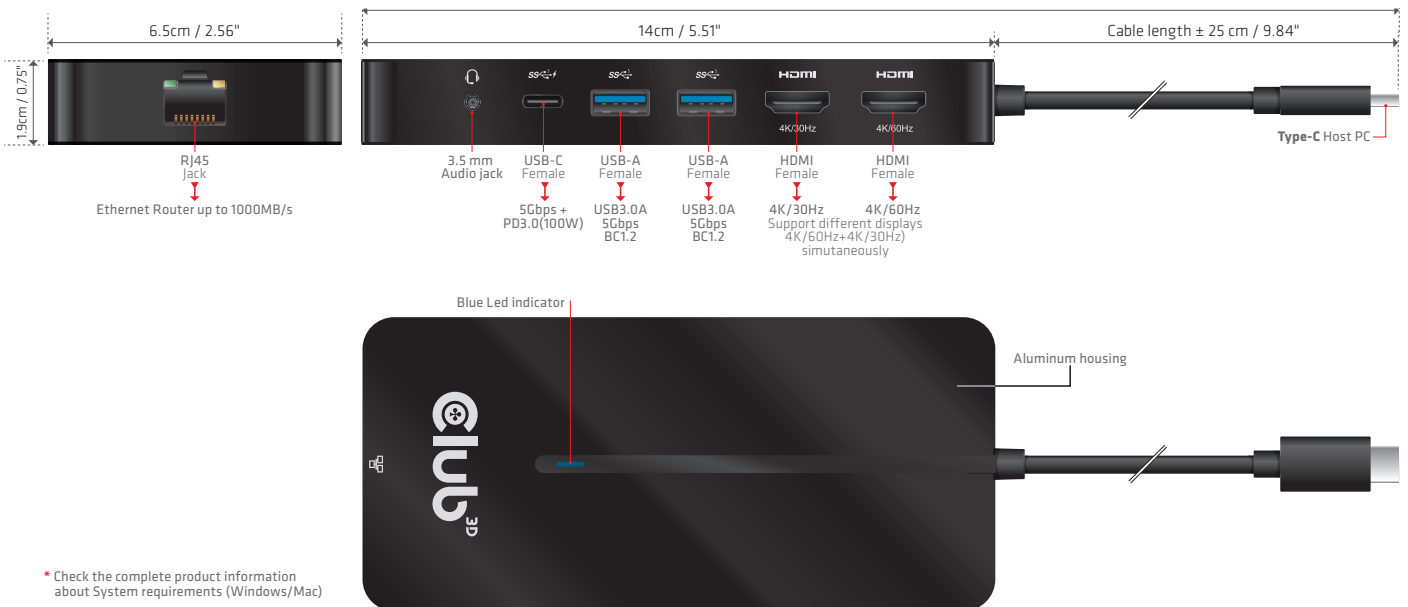 6.5cm / 2.56"
14cm / 5.51"
Cable length ± 25 cm / 9.84"
1.9cm / 0.75"
HDMI
HDMI
4K/30Hz
4K/60Hz
Type-C Host PC
RJ45
Jack
Ethernet Router up to 1000MB/s
3.5 mm
Audio jack
USB-C
Female
5Gbps +
PD3.0(100W)
USB-A
Female
USB3.0A
5Gbps
BC1.2
USB-A
Female
USB3.0A
5Gbps
BC1.2
HDMI
Female
4K/30Hz
HDMI
Female
4K/60Hz
Support different displays
4K/60Hz+4K/30Hz)
simutaneously
Blue Led indicator
Aluminum housing
Club 3D
* Check the complete product information
about System requirements (Windows/Mac)